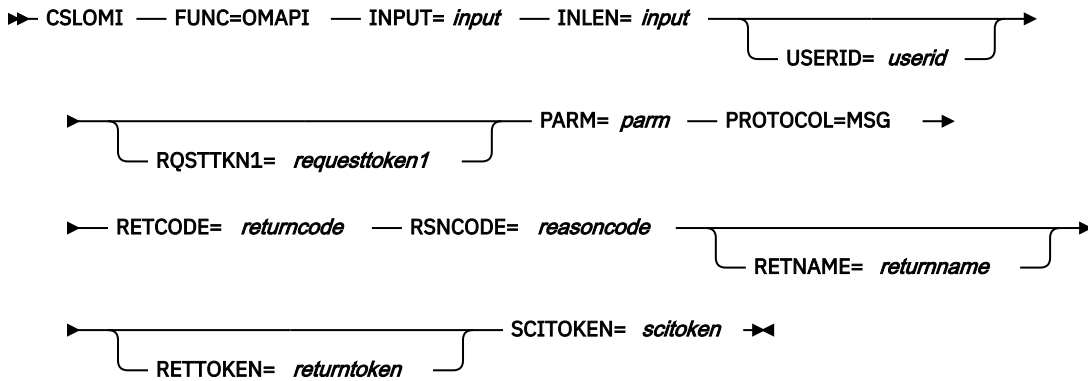 CSLOMI FUNC=OMAPI INPUT= input INLEN= input
USERID= userid
PARM= parm PROTOCOL=MSG
RQSTTKN1= requesttoken1
RETCODE= returncode RSNCODE= reasoncode
RETNAME= returnname
SCITOKEN= scitoken
RETTOKEN= returntoken